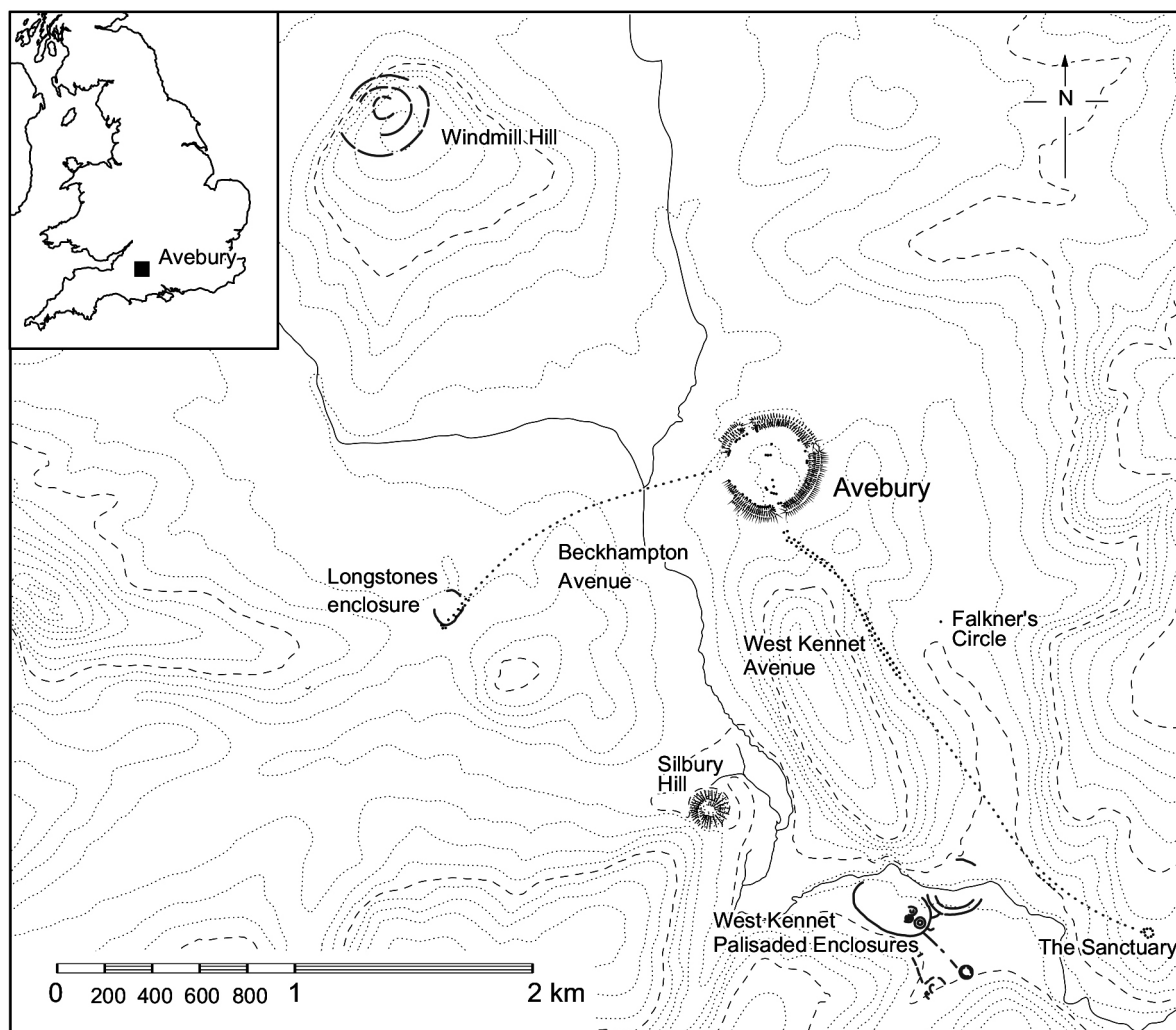 Avebury
N
Windmill Hill
Avebury
Beckhampton
Avenue
Longstones
enclosure
Falkner's
Circle
West Kennet
Avenue
Silbury
Hill
West Kennet
Palisaded Enclosures
The Sanctuary
0 200 400 600 800 1 2 km